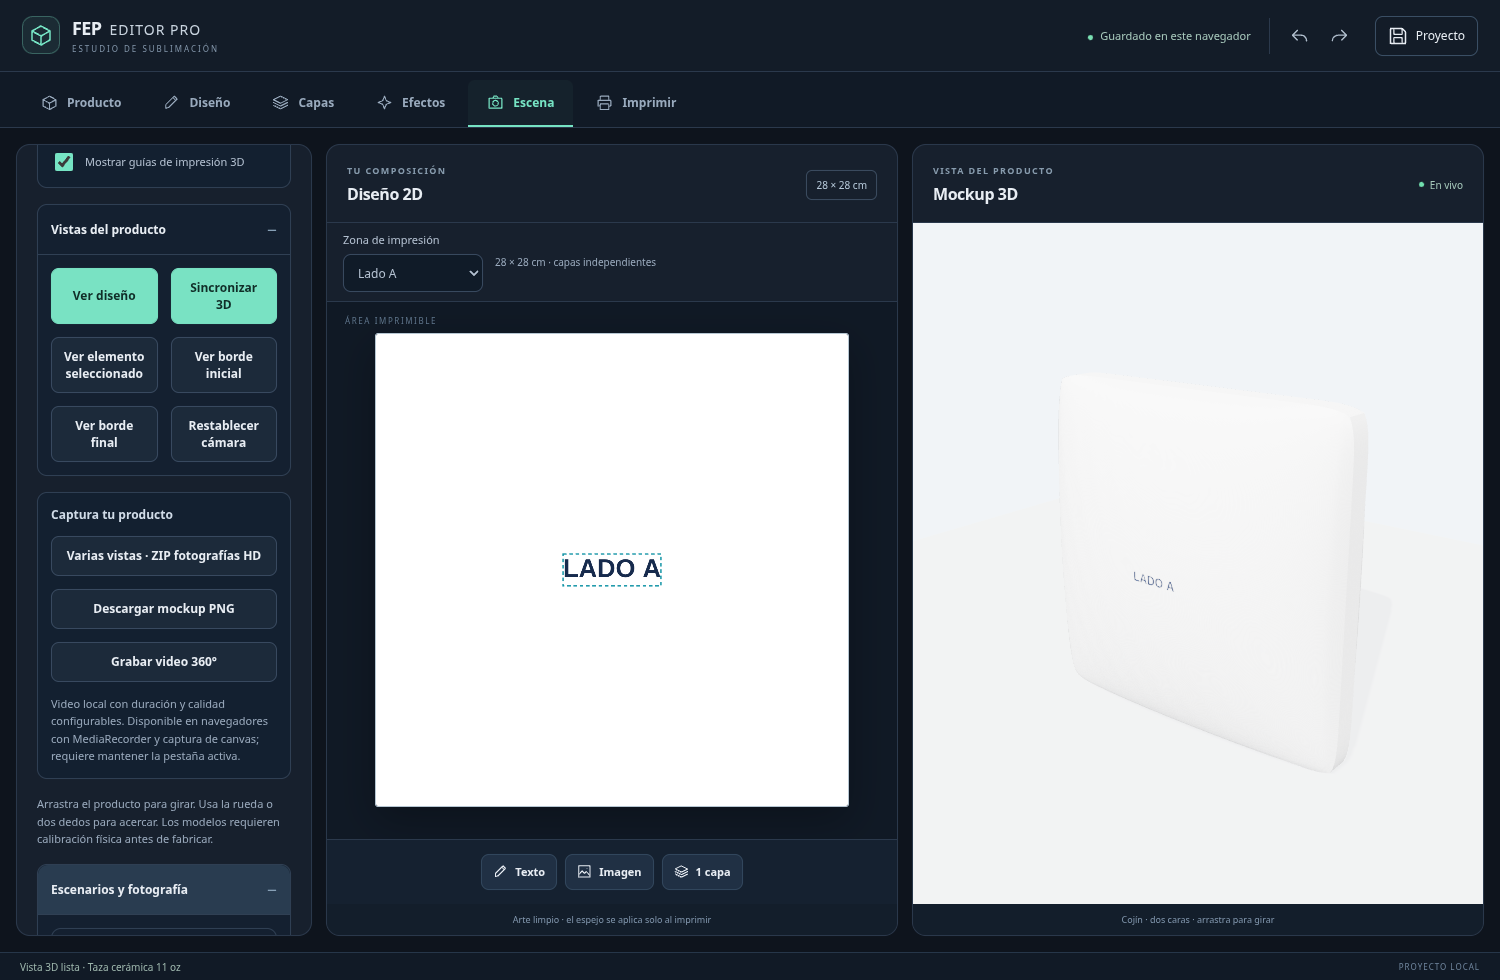 FEP EDITOR PRO
ESTUDIO DE SUBLIMACIÓN
Guardado en este navegador
Proyecto
Producto
Diseño
Capas
Efectos
Escena
Imprimir
Mostrar guías de impresión 3D
Vistas del producto
Ver diseño
Sincronizar
3D
Ver elemento
seleccionado
Ver borde
inicial
Ver borde
final
Restablecer
cámara
Captura tu producto
Varias vistas · ZIP fotografías HD
Descargar mockup PNG
Grabar video 360°
Video local con duración y calidad
configurables. Disponible en navegadores
con MediaRecorder y captura de canvas;
requiere mantener la pestaña activa.
Arrastra el producto para girar. Usa la rueda o
dos dedos para acercar. Los modelos requieren
calibración física antes de fabricar.
Escenarios y fotografía
TU COMPOSICIÓN
Diseño 2D
28 × 28 cm
Zona de impresión
Lado A
28 × 28 cm · capas independientes
ÁREA IMPRIMIBLE
LADO A
Texto
Imagen
1 capa
Arte limpio · el espejo se aplica solo al imprimir
VISTA DEL PRODUCTO
Mockup 3D
En vivo
LADO A
Cojín · dos caras · arrastra para girar
Vista 3D lista · Taza cerámica 11 oz
PROYECTO LOCAL